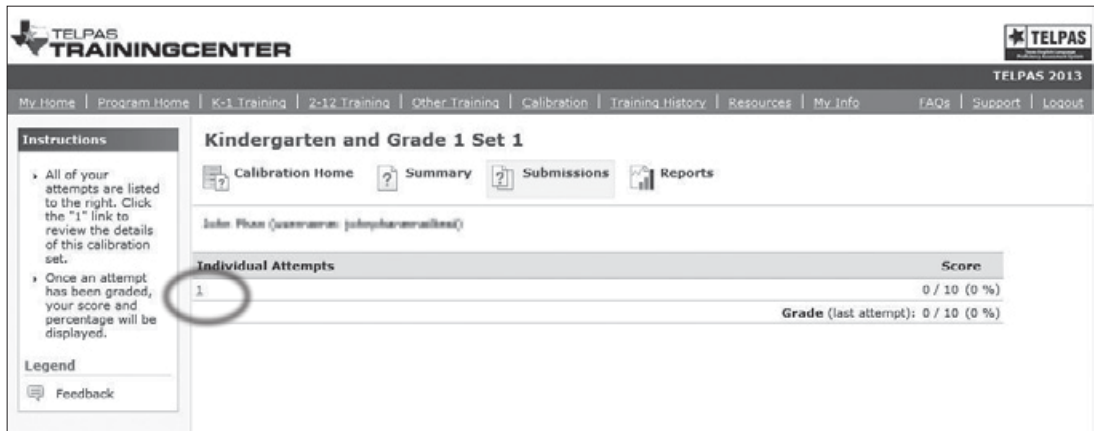 TELPAS
TRAININGCENTER
TELPAS
TELPAS 2013
My Home | Program Home | K-1 Training | 2-12 Training | Other Training | Calibration | Training History | Resources | My Info FAQs | Support | Logout
Instructions
All of your
attempts are listed
to the right. Click
the "1" link to
review the details
of this calibration
set.
Once an attempt
has been graded,
your score and
percentage will be
displayed.
Legend
Feedback
Kindergarten and Grade 1 Set 1
Calibration Home Summary Submissions Reports
Individual Attempts Score
1 0 / 10 (0 %)
Grade (last attempt): 0 / 10 (0 %)